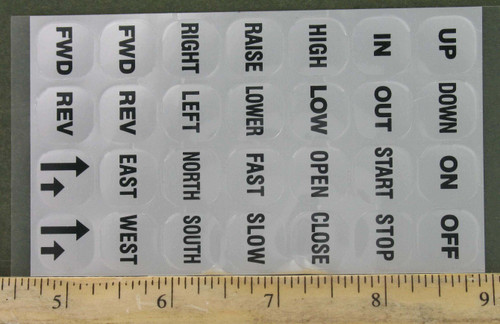 FWD FWD RIGHT RAISE HIGH IN UP
REV REV LEFT LOWER LOW OUT DOWN
EAST NORTH FAST OPEN START ON
WEST SOUTH SLOW CLOSE STOP OFF
5 6 7 8 9